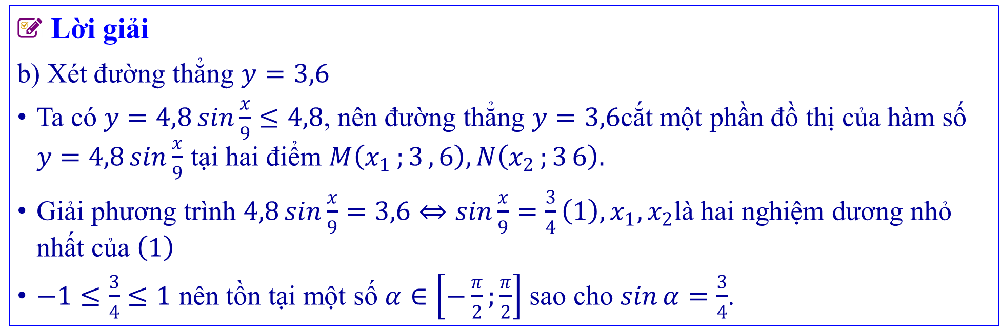 Lời giải
b) Xét đường thẳng y = 3,6
• Ta có y = 4,8 sin x/9 ≤ 4,8, nên đường thẳng y = 3,6cắt một phần đồ thị của hàm số
y = 4,8 sin x/9 tại hai điểm M(x₁ ; 3 , 6), N(x₂ ; 3 6).
• Giải phương trình 4,8 sin x/9 = 3,6 ⇔ sin x/9 = 3/4 (1), x₁, x₂là hai nghiệm dương nhỏ
nhất của (1)
• −1 ≤ 3/4 ≤ 1 nên tồn tại một số α ∈ [−π/2 ; π/2] sao cho sin α = 3/4.